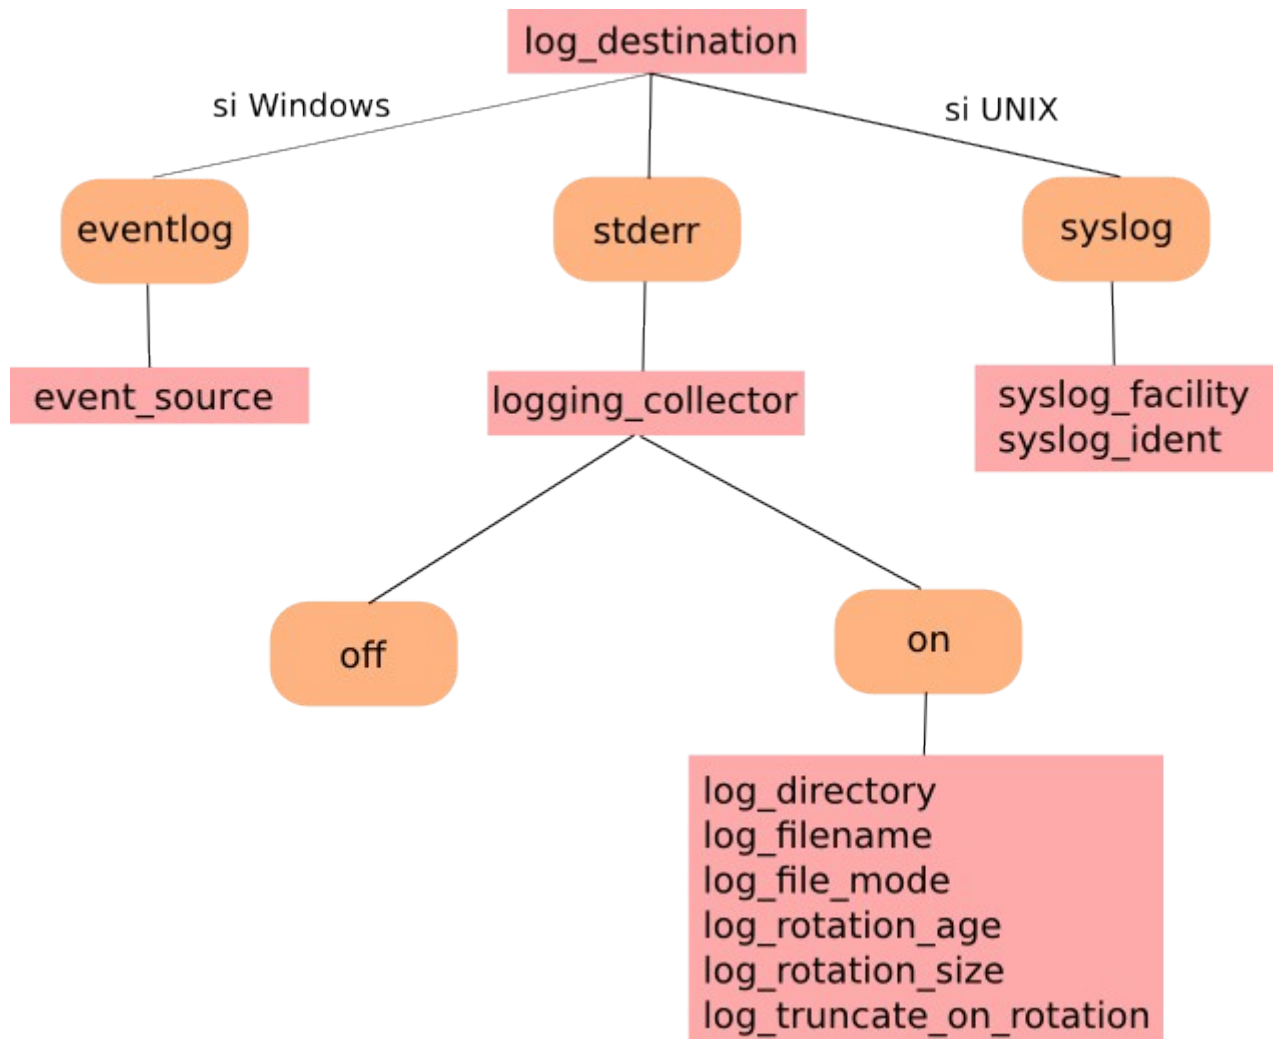 log_destination
si Windows
si UNIX
eventlog
stderr
syslog
event_source
logging_collector
syslog_facility
syslog_ident
off
on
log_directory
log_filename
log_file_mode
log_rotation_age
log_rotation_size
log_truncate_on_rotation